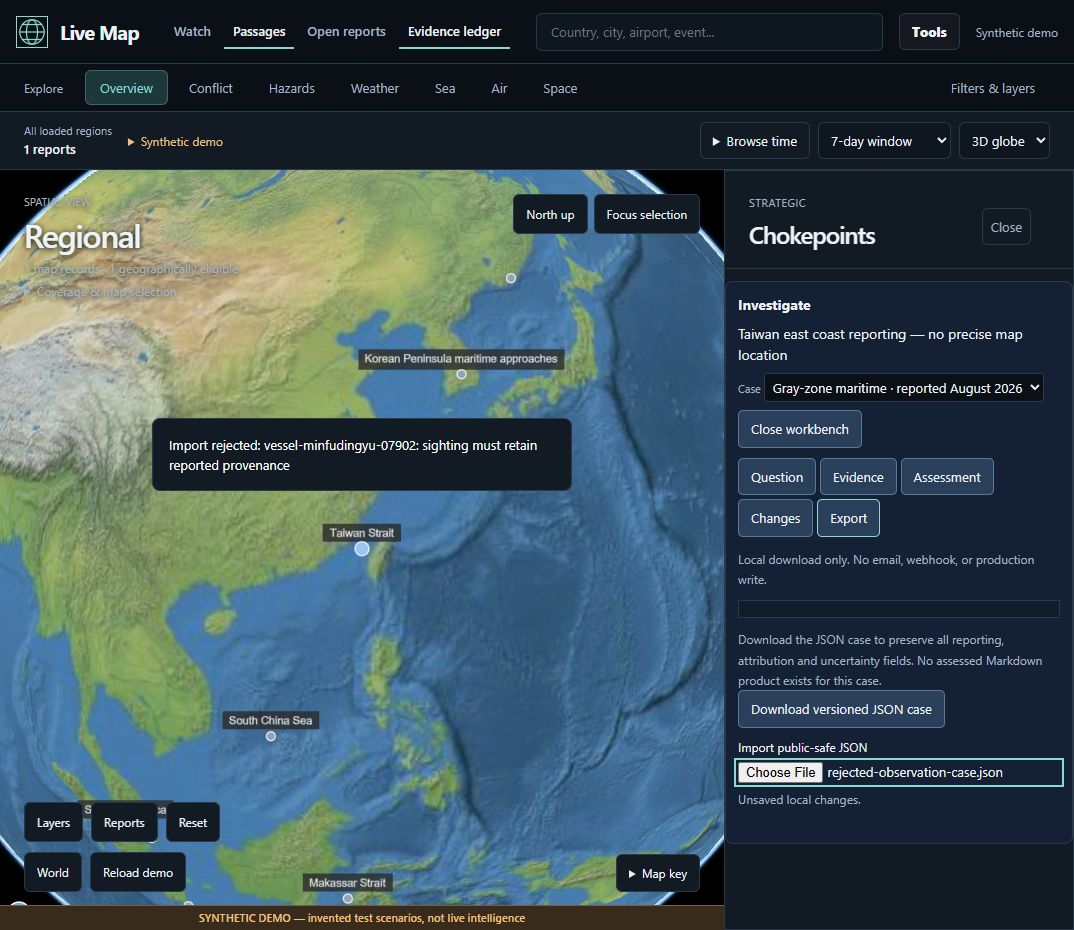 Live Map
Watch Passages Open reports Evidence ledger
Country, city, airport, event...
Tools
Synthetic demo
Explore Overview Conflict Hazards Weather Sea Air Space
Filters & layers
All loaded regions
1 reports
▶ Synthetic demo
▶ Browse time
7-day window
3D globe
SPATIAL VIEW
Regional
map records · 1 geographically eligible
Coverage & map selection
North up
Focus selection
Korean Peninsula maritime approaches
Import rejected: vessel-minfudingyu-07902: sighting must retain
reported provenance
Taiwan Strait
South China Sea
Layers
Reports
Reset
World
Reload demo
Makassar Strait
▶ Map key
SYNTHETIC DEMO — invented test scenarios, not live intelligence
STRATEGIC
Chokepoints
Close
Investigate
Taiwan east coast reporting — no precise map
location
Case Gray-zone maritime · reported August 2026
Close workbench
Question Evidence Assessment
Changes Export
Local download only. No email, webhook, or production
write.
Download the JSON case to preserve all reporting,
attribution and uncertainty fields. No assessed Markdown
product exists for this case.
Download versioned JSON case
Import public-safe JSON
Choose File rejected-observation-case.json
Unsaved local changes.